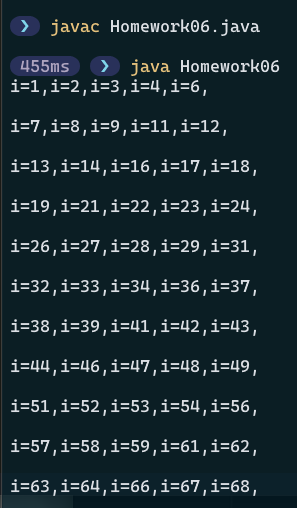 ❯ javac Homework06.java
455ms ❯ java Homework06
i=1,i=2,i=3,i=4,i=6,
i=7,i=8,i=9,i=11,i=12,
i=13,i=14,i=16,i=17,i=18,
i=19,i=21,i=22,i=23,i=24,
i=26,i=27,i=28,i=29,i=31,
i=32,i=33,i=34,i=36,i=37,
i=38,i=39,i=41,i=42,i=43,
i=44,i=46,i=47,i=48,i=49,
i=51,i=52,i=53,i=54,i=56,
i=57,i=58,i=59,i=61,i=62,
i=63,i=64,i=66,i=67,i=68,